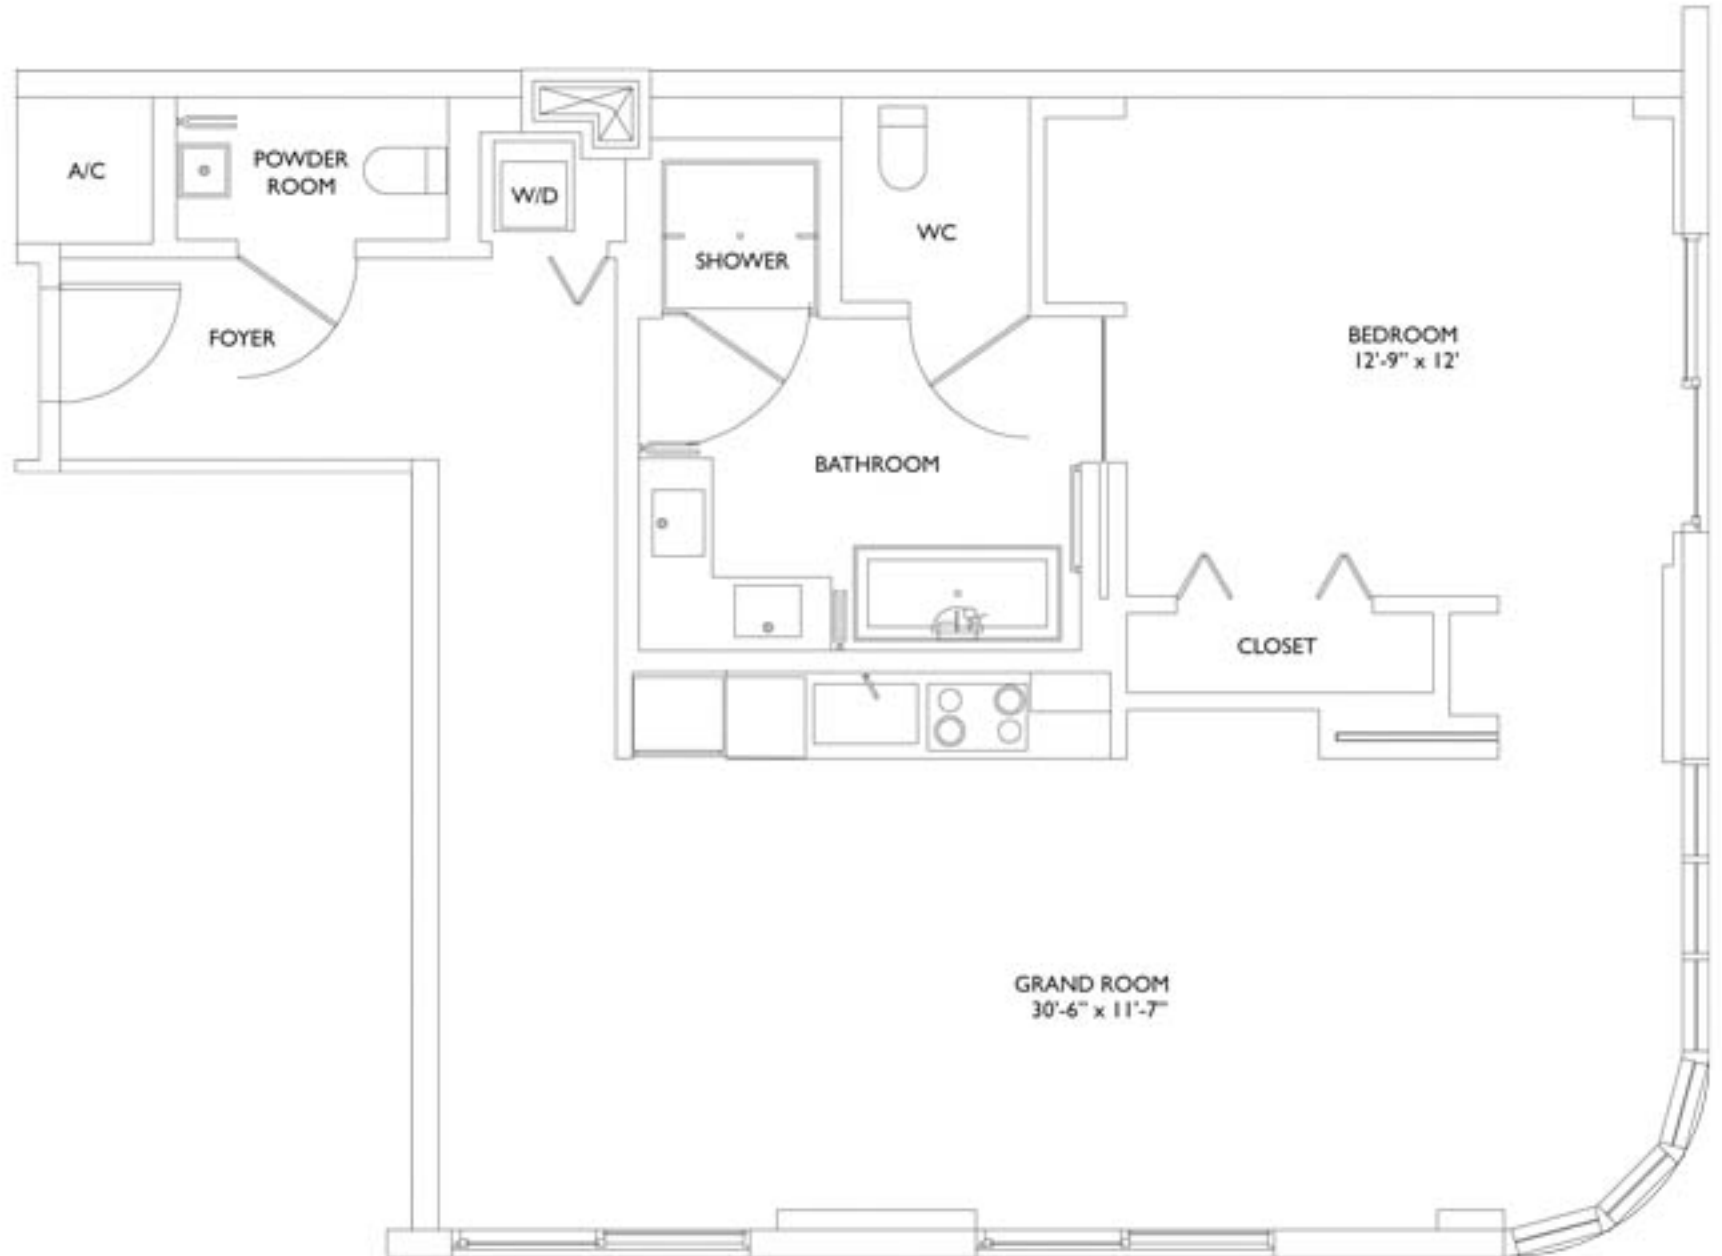 A/C
POWDER
ROOM
W/D
SHOWER
WC
FOYER
BEDROOM
12'-9" x 12'
BATHROOM
CLOSET
GRAND ROOM
30'-6" x 11'-7"